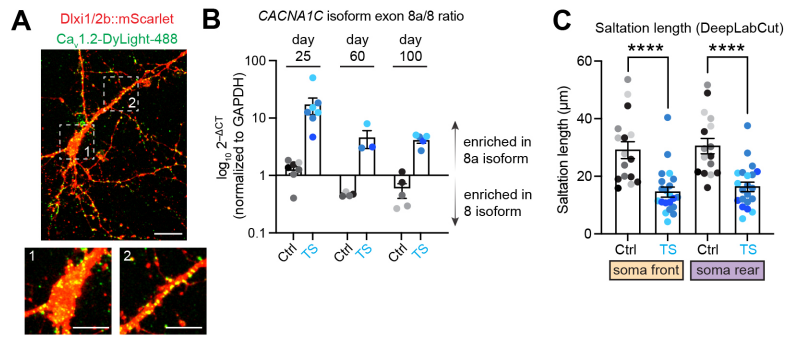 A
Dlxi1/2b::mScarlet
Cav1.2-DyLight-488
2
1
1
2
B
CACNA1C isoform exon 8a/8 ratio
day 25
day 60
day 100
log10 2−ΔCT
(normalized to GAPDH)
100
10
1
0.1
enriched in
8a isoform
enriched in
8 isoform
Ctrl
TS
Ctrl
TS
Ctrl
TS
C
Saltation length (DeepLabCut)
****
****
Saltation length (μm)
60
40
20
0
Ctrl
TS
Ctrl
TS
soma front
soma rear